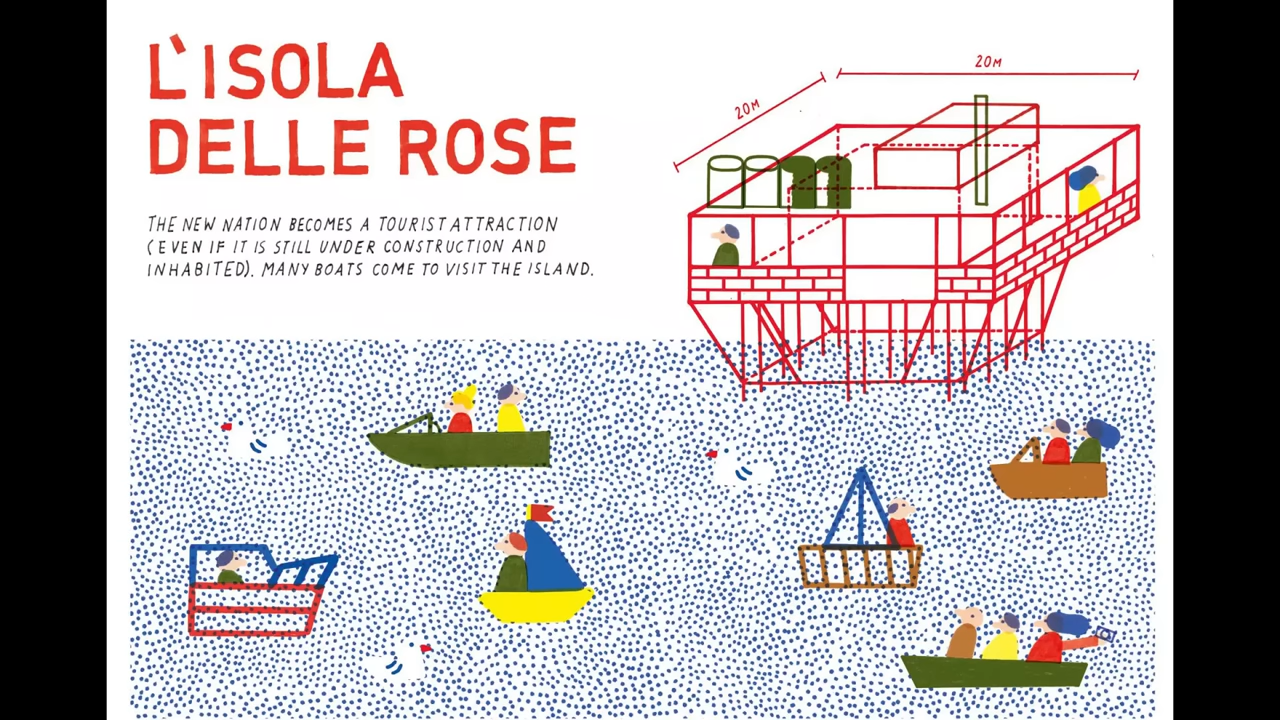 L'ISOLA
DELLE ROSE
THE NEW NATION BECOMES A TOURIST ATTRACTION
(EVEN IF IT IS STILL UNDER CONSTRUCTION AND
INHABITED). MANY BOATS COME TO VISIT THE ISLAND.
20M
20M